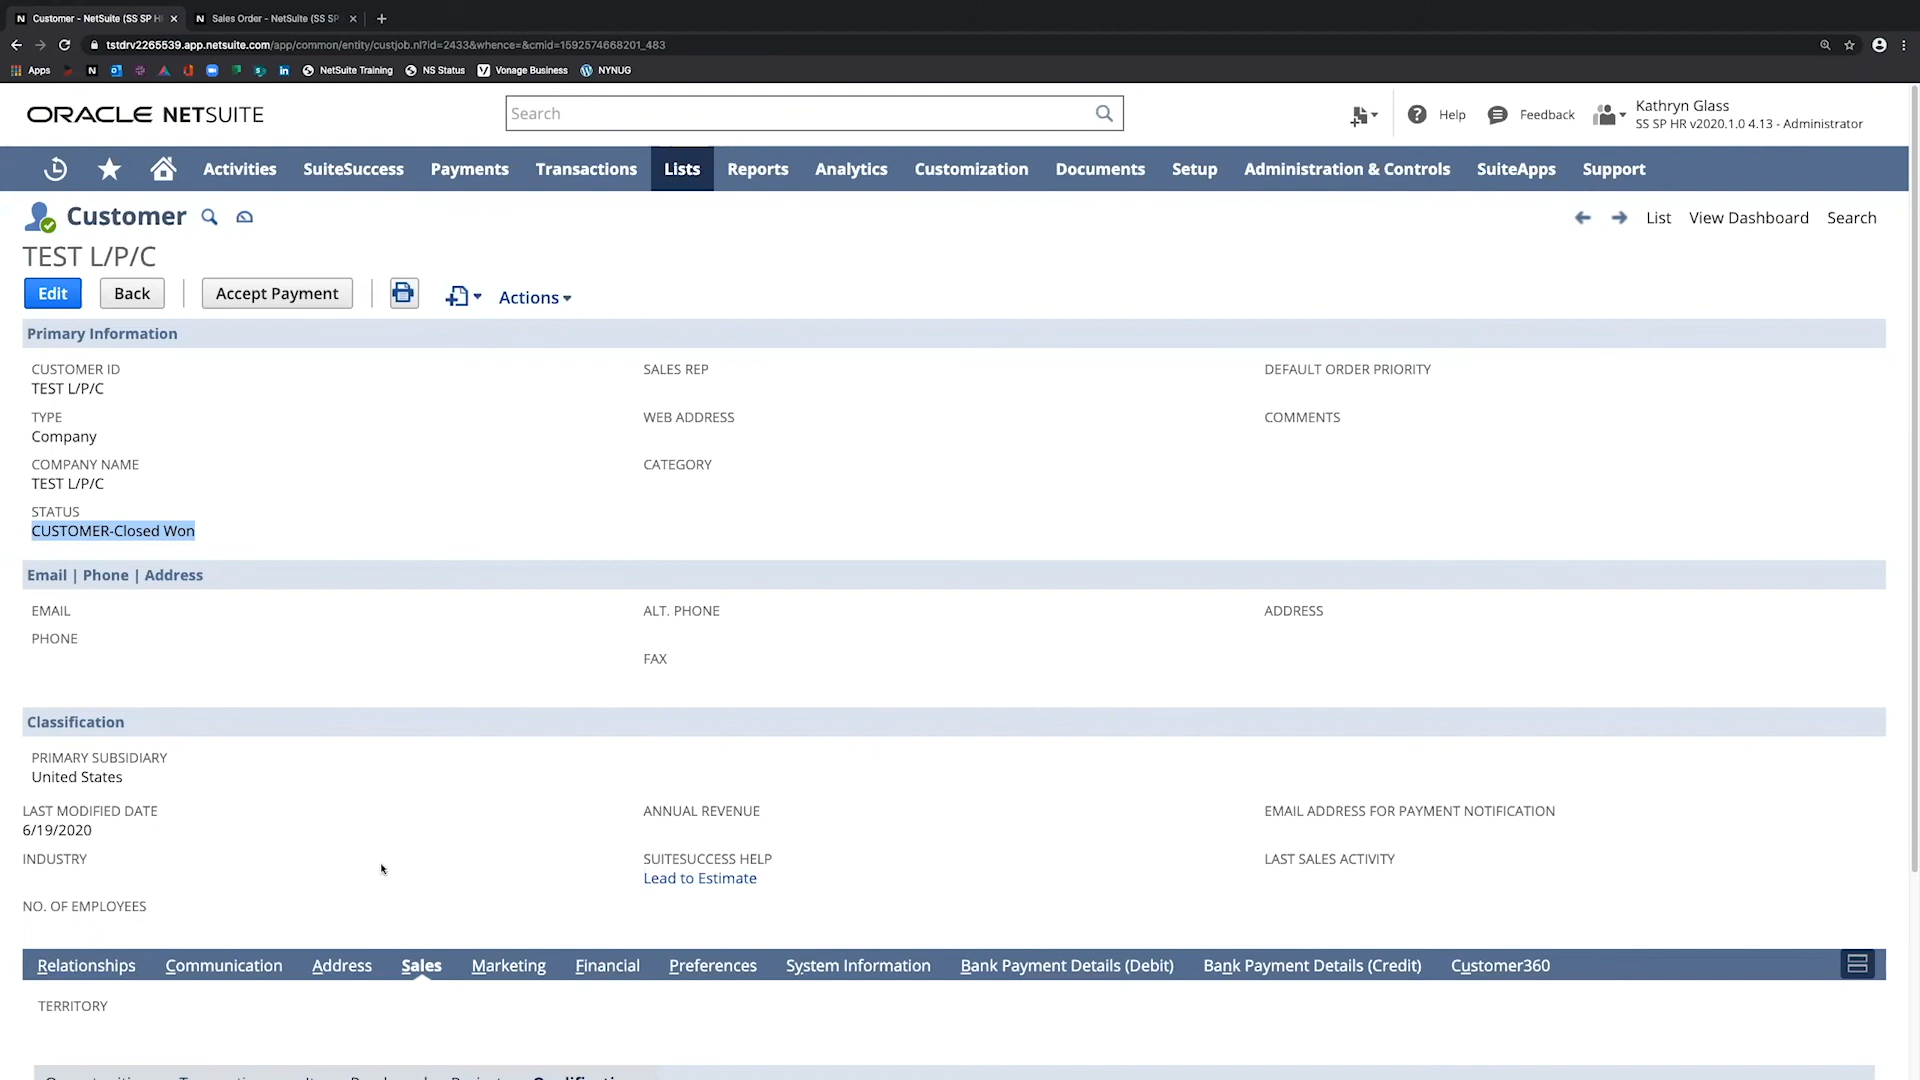 Customer - NetSuite (SS SP H
Sales Order - NetSuite (SS SP
tstdrv2265539.app.netsuite.com/app/common/entity/custjob.nl?id=2433&whence=&cmid=1592574668201_483
Apps NetSuite Training NS Status Vonage Business NYNUG
ORACLE NETSUITE
Search
Help
Feedback
Kathryn Glass
SS SP HR v2020.1.0 4.13 - Administrator
Activities SuiteSuccess Payments Transactions Lists Reports Analytics Customization Documents Setup Administration & Controls SuiteApps Support
Customer
List View Dashboard Search
TEST L/P/C
Edit Back Accept Payment Actions
Primary Information
CUSTOMER ID
TEST L/P/C
TYPE
Company
COMPANY NAME
TEST L/P/C
STATUS
CUSTOMER-Closed Won
SALES REP
WEB ADDRESS
CATEGORY
DEFAULT ORDER PRIORITY
COMMENTS
Email | Phone | Address
EMAIL
PHONE
ALT. PHONE
FAX
ADDRESS
Classification
PRIMARY SUBSIDIARY
United States
LAST MODIFIED DATE
6/19/2020
INDUSTRY
NO. OF EMPLOYEES
ANNUAL REVENUE
SUITESUCCESS HELP
Lead to Estimate
EMAIL ADDRESS FOR PAYMENT NOTIFICATION
LAST SALES ACTIVITY
Relationships Communication Address Sales Marketing Financial Preferences System Information Bank Payment Details (Debit) Bank Payment Details (Credit) Customer360
TERRITORY